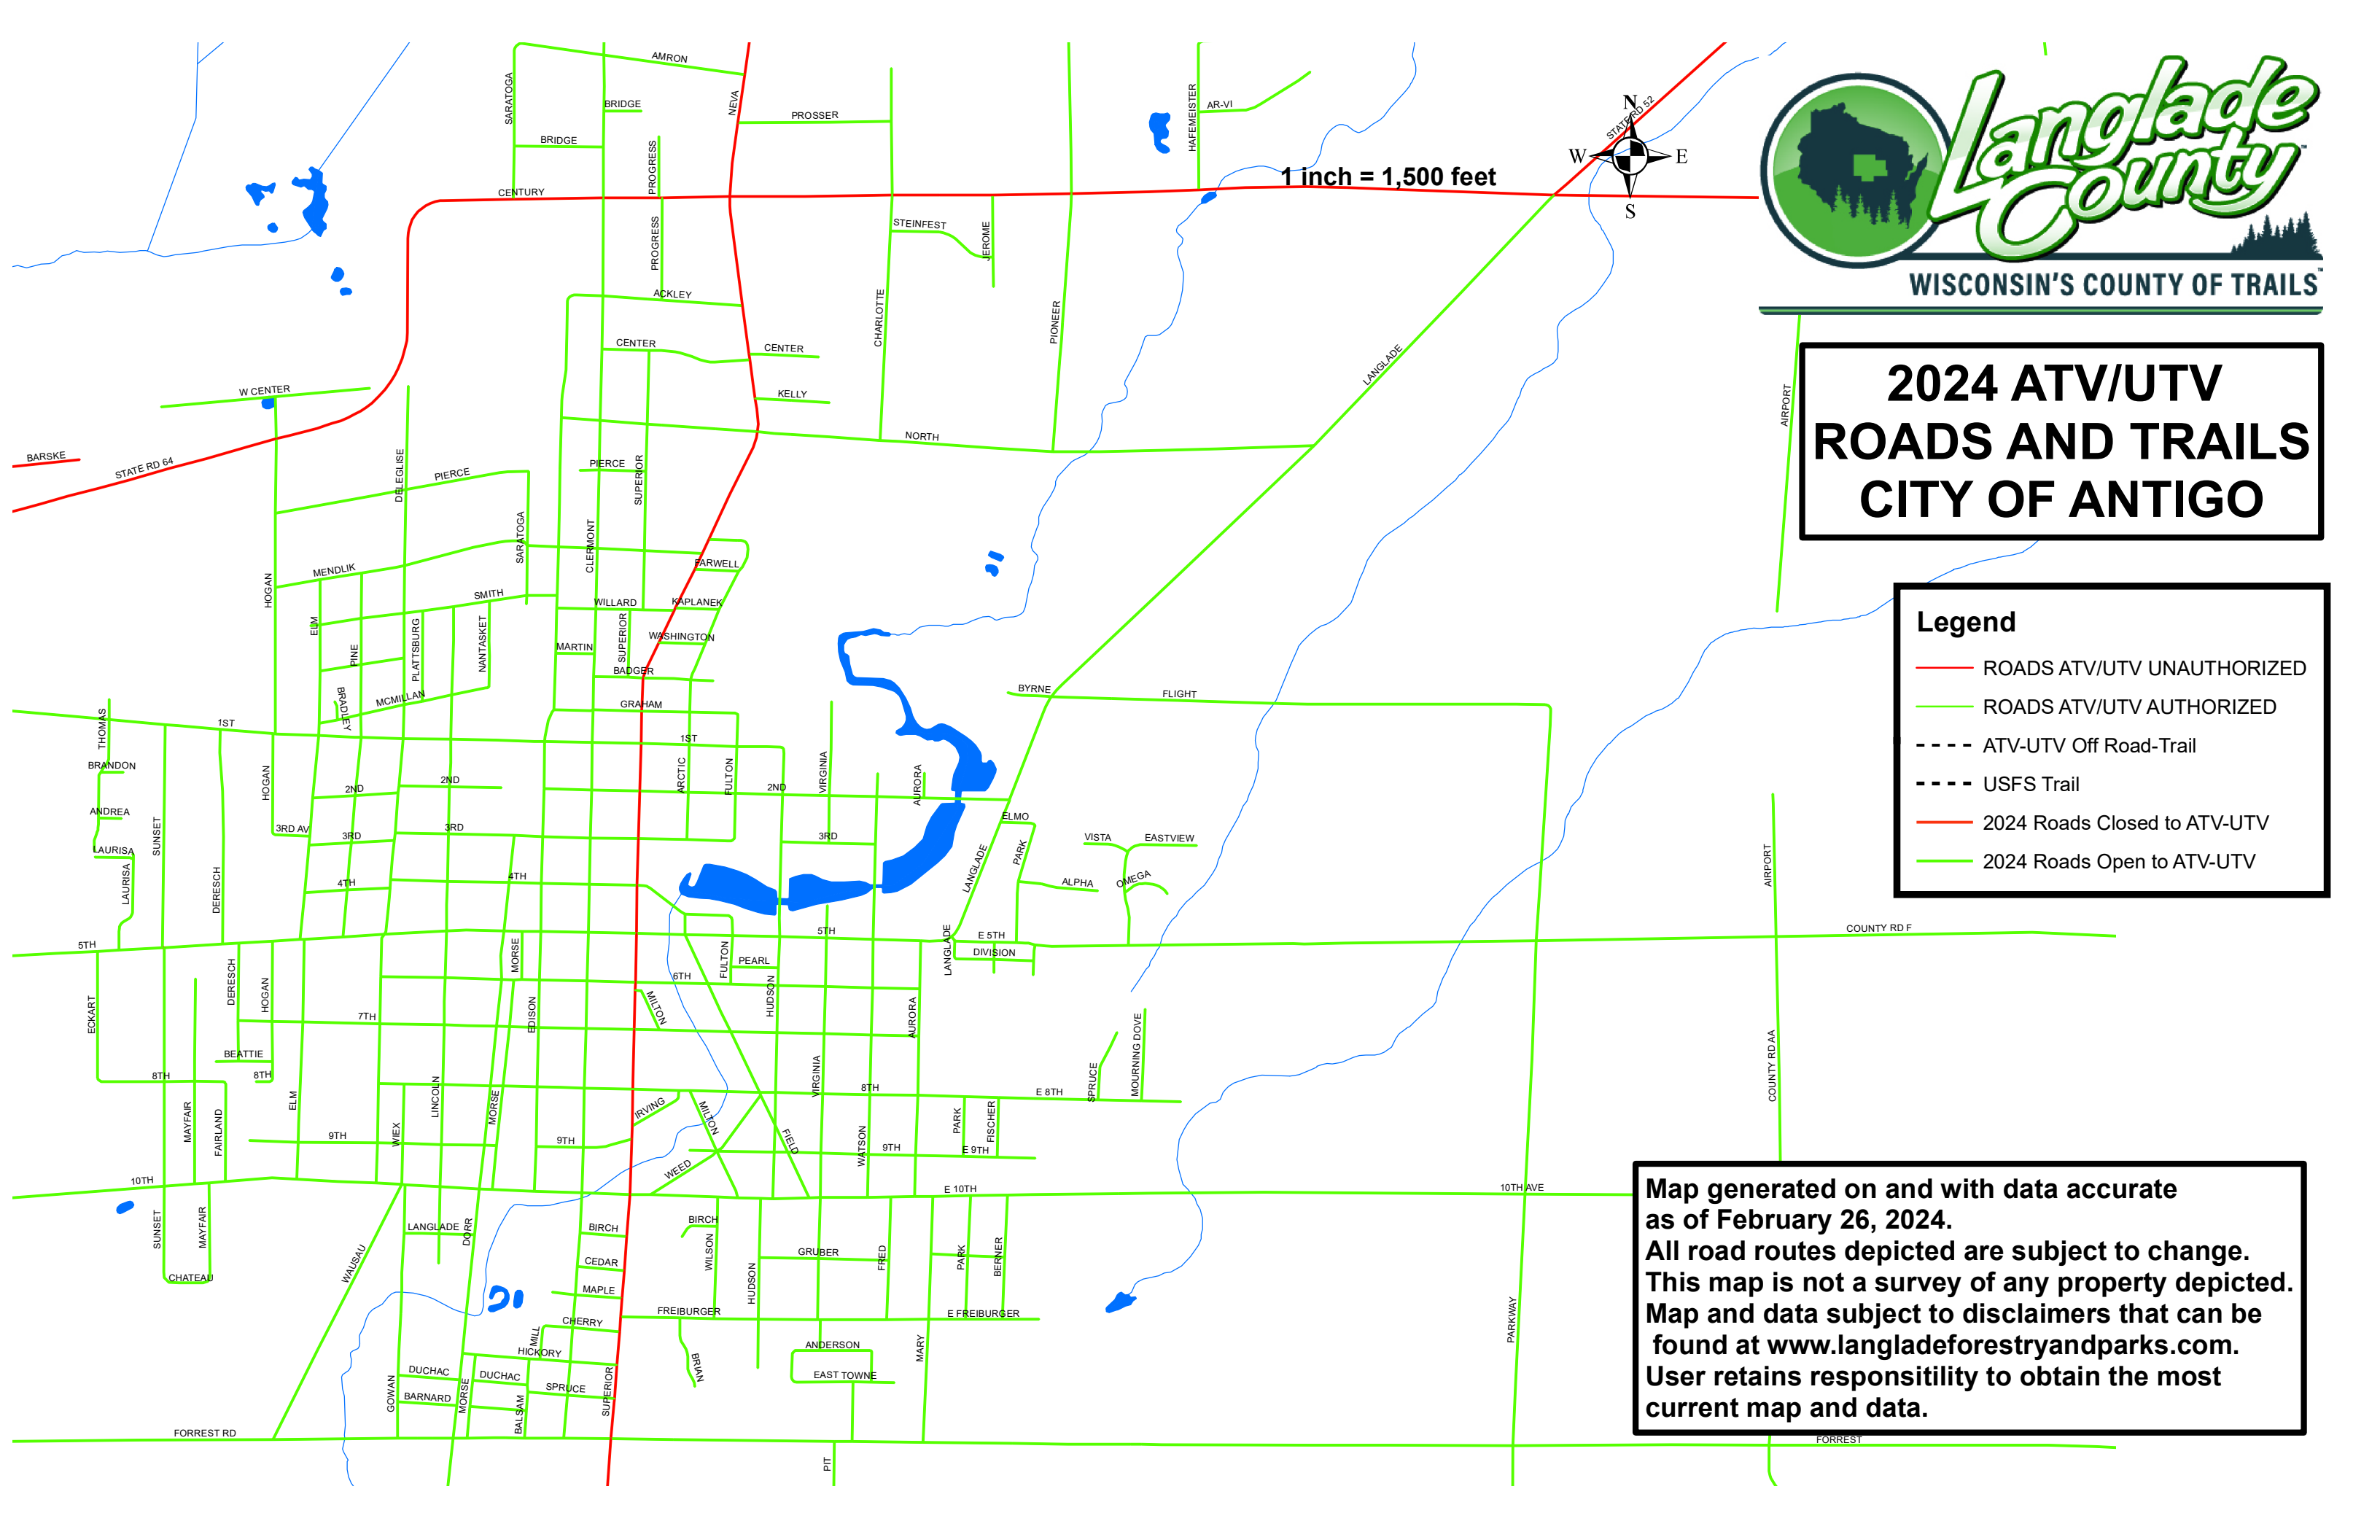 AMRON
SARATOGA
BRIDGE
NEVA
PROSSER
HAFEMEISTER
AR-VI
N
STATE RD 52
W
E
S
BRIDGE
PROGRESS
CENTURY
1 inch = 1,500 feet
Langlade
County™
WISCONSIN'S COUNTY OF TRAILS™
PROGRESS
STEINFEST
JEROME
ACKLEY
CHARLOTTE
PIONEER
CENTER
CENTER
LANGLADE
AIRPORT
2024 ATV/UTV
ROADS AND TRAILS
CITY OF ANTIGO
W CENTER
KELLY
NORTH
BARSKE
STATE RD 64
DELEGLISE
PIERCE
PIERCE
SUPERIOR
SARATOGA
CLERMONT
FARWELL
HOGAN
MENDLIK
SMITH
WILLARD
KAPLANEK
ELM
PINE
PLATTSBURG
NANTASKET
MARTIN
SUPERIOR
WASHINGTON
BADGER
BRADLEY
MCMILLAN
GRAHAM
BYRNE
FLIGHT
Legend
ROADS ATV/UTV UNAUTHORIZED
ROADS ATV/UTV AUTHORIZED
ATV-UTV Off Road-Trail
USFS Trail
2024 Roads Closed to ATV-UTV
2024 Roads Open to ATV-UTV
THOMAS
1ST
1ST
BRANDON
HOGAN
2ND
2ND
ARCTIC
FULTON
2ND
VIRGINIA
AURORA
ANDREA
SUNSET
3RD AV
3RD
3RD
3RD
ELMO
PARK
VISTA
EASTVIEW
LAURISA
LAURISA
DERESCH
4TH
4TH
LANGLADE
ALPHA
OMEGA
AIRPORT
5TH
MORSE
5TH
LANGLADE
E 5TH
DIVISION
COUNTY RD F
DERESCH
HOGAN
FULTON
PEARL
6TH
HUDSON
ECKART
7TH
EDISON
MILTON
AURORA
BEATTIE
8TH
8TH
ELM
LINCOLN
MORSE
VIRGINIA
8TH
E 8TH
SPRUCE
MOURNING DOVE
COUNTY RD AA
MAYFAIR
FAIRLAND
9TH
WIEX
9TH
IRVING
MILTON
FIELD
WATSON
9TH
PARK
FISCHER
E 9TH
WEED
10TH
E 10TH
10TH AVE
SUNSET
MAYFAIR
CHATEAU
WAUSAU
LANGLADE
DORR
BIRCH
CEDAR
MAPLE
BIRCH
WILSON
HUDSON
GRUBER
FRED
PARK
BERNER
FREIBURGER
E FREIBURGER
CHERRY
MILL
HICKORY
BRIAN
ANDERSON
EAST TOWNE
MARY
PARKWAY
DUCHAC
DUCHAC
BARNARD
GOWAN
MORSE
BALSAM
SPRUCE
SUPERIOR
FORREST RD
PIT
FORREST
Map generated on and with data accurate
as of February 26, 2024.
All road routes depicted are subject to change.
This map is not a survey of any property depicted.
Map and data subject to disclaimers that can be
found at www.langladeforestryandparks.com.
User retains responsitility to obtain the most
current map and data.